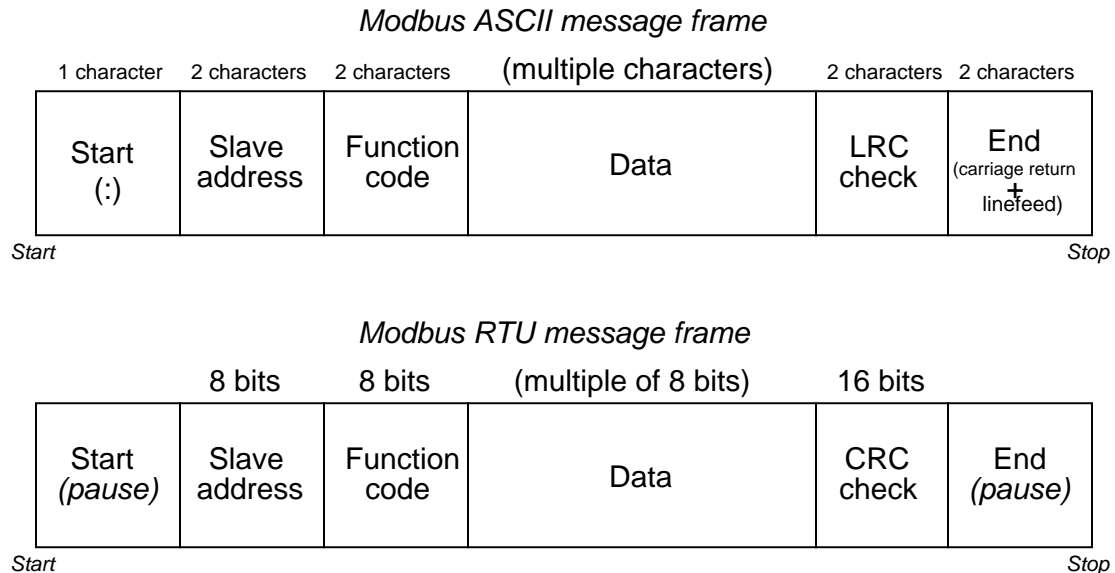 Modbus ASCII message frame
1 character 2 characters 2 characters (multiple characters) 2 characters 2 characters
Start
(:)
Slave
address
Function
code
Data
LRC
check
End
(carriage return
+
linefeed)
Start Stop
Modbus RTU message frame
8 bits 8 bits (multiple of 8 bits) 16 bits
Start
(pause)
Slave
address
Function
code
Data
CRC
check
End
(pause)
Start Stop